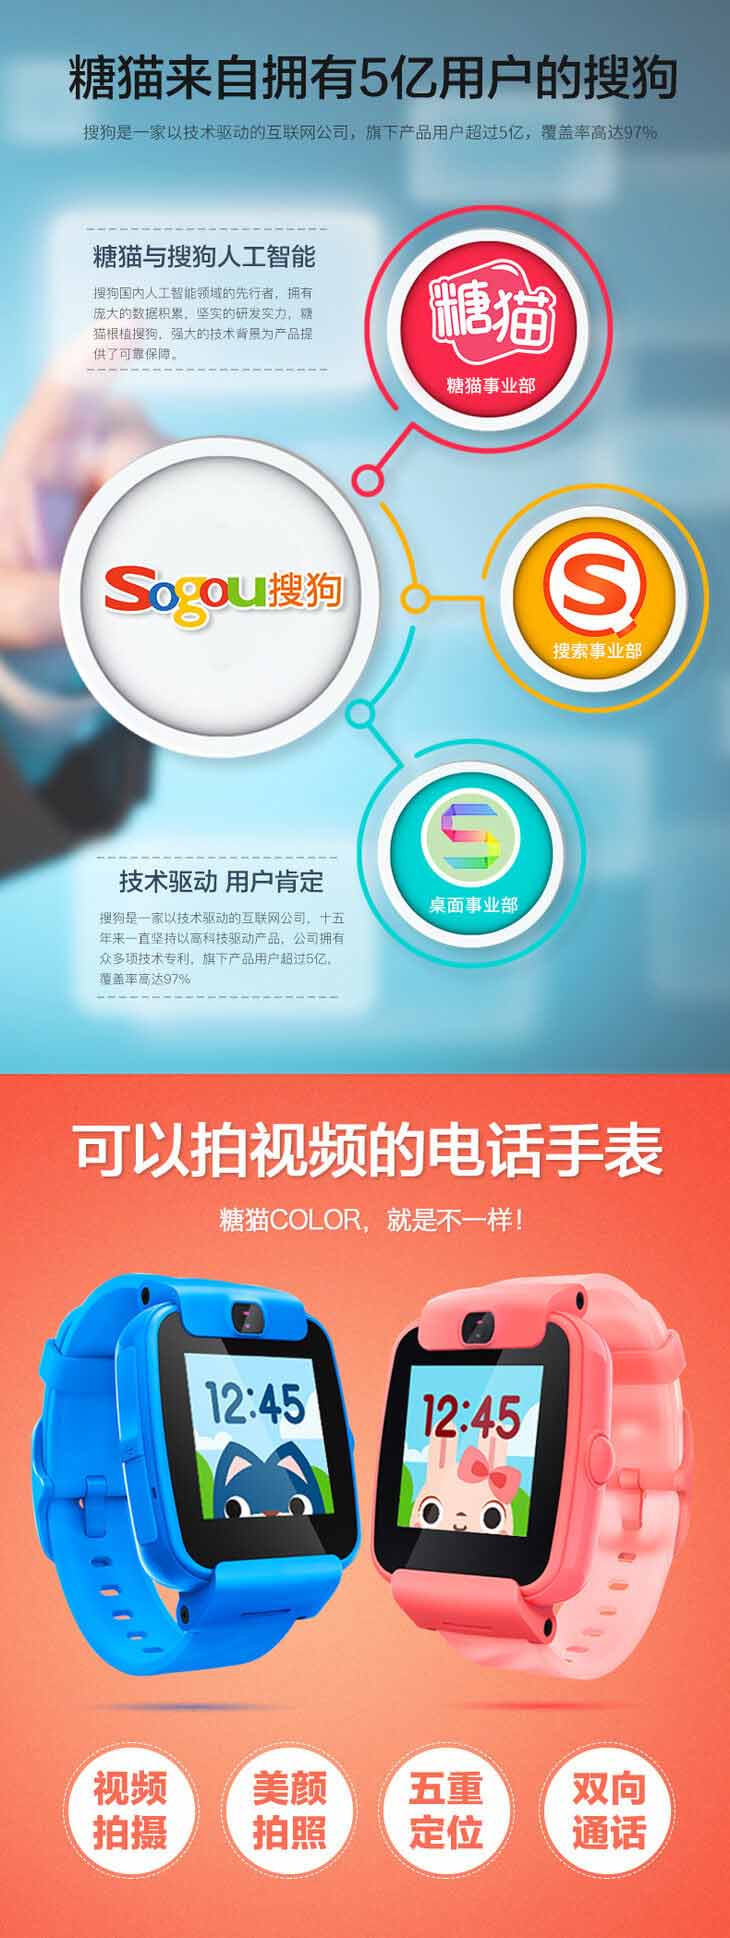 糖猫来自拥有5亿用户的搜狗
搜狗是一家以技术驱动的互联网公司，旗下产品用户超过5亿，覆盖率高达97%
糖猫与搜狗人工智能
搜狗国内人工智能领域的先行者，拥有
庞大的数据积累，坚实的研发实力，糖
猫根植搜狗，强大的技术背景为产品提
供了可靠保障。
糖猫
糖猫事业部
Sogou搜狗
S
搜索事业部
S
桌面事业部
技术驱动 用户肯定
搜狗是一家以技术驱动的互联网公司，十五
年来一直坚持以高科技驱动产品，公司拥有
众多项技术专利，旗下产品用户超过5亿，
覆盖率高达97%
可以拍视频的电话手表
糖猫COLOR，就是不一样！
12:45
12:45
视频
拍摄
美颜
拍照
五重
定位
双向
通话